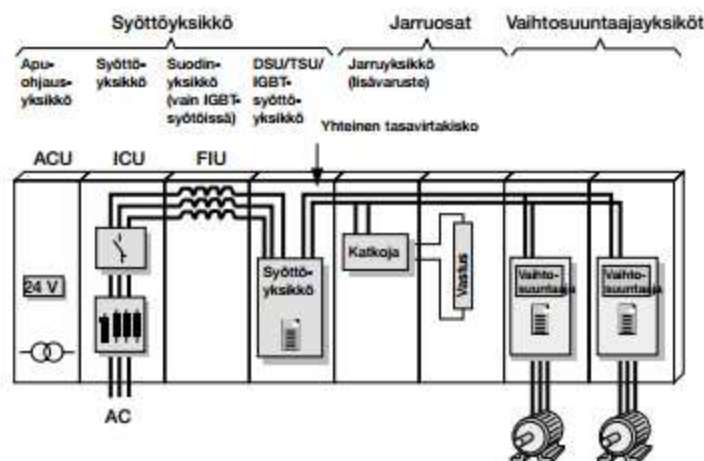 Syöttöyksikkö
Jarruosat
Vaihtosuuntaajayksiköt
Apu-
ohjaus-
yksikkö
Syöttö-
yksikkö
Suodin-
yksikkö
(vain IGBT-
syötöissä)
DSU/TSU/
IGBT-
syöttö-
yksikkö
Jarruyksikkö
(lisävaruste)
Yhteinen tasavirtakisko
ACU
ICU
FIU
24 V
Syöttö-
yksikkö
Katkoja
Vastus
Vaihto-
suuntaaja
Vaihto-
suuntaaja
AC